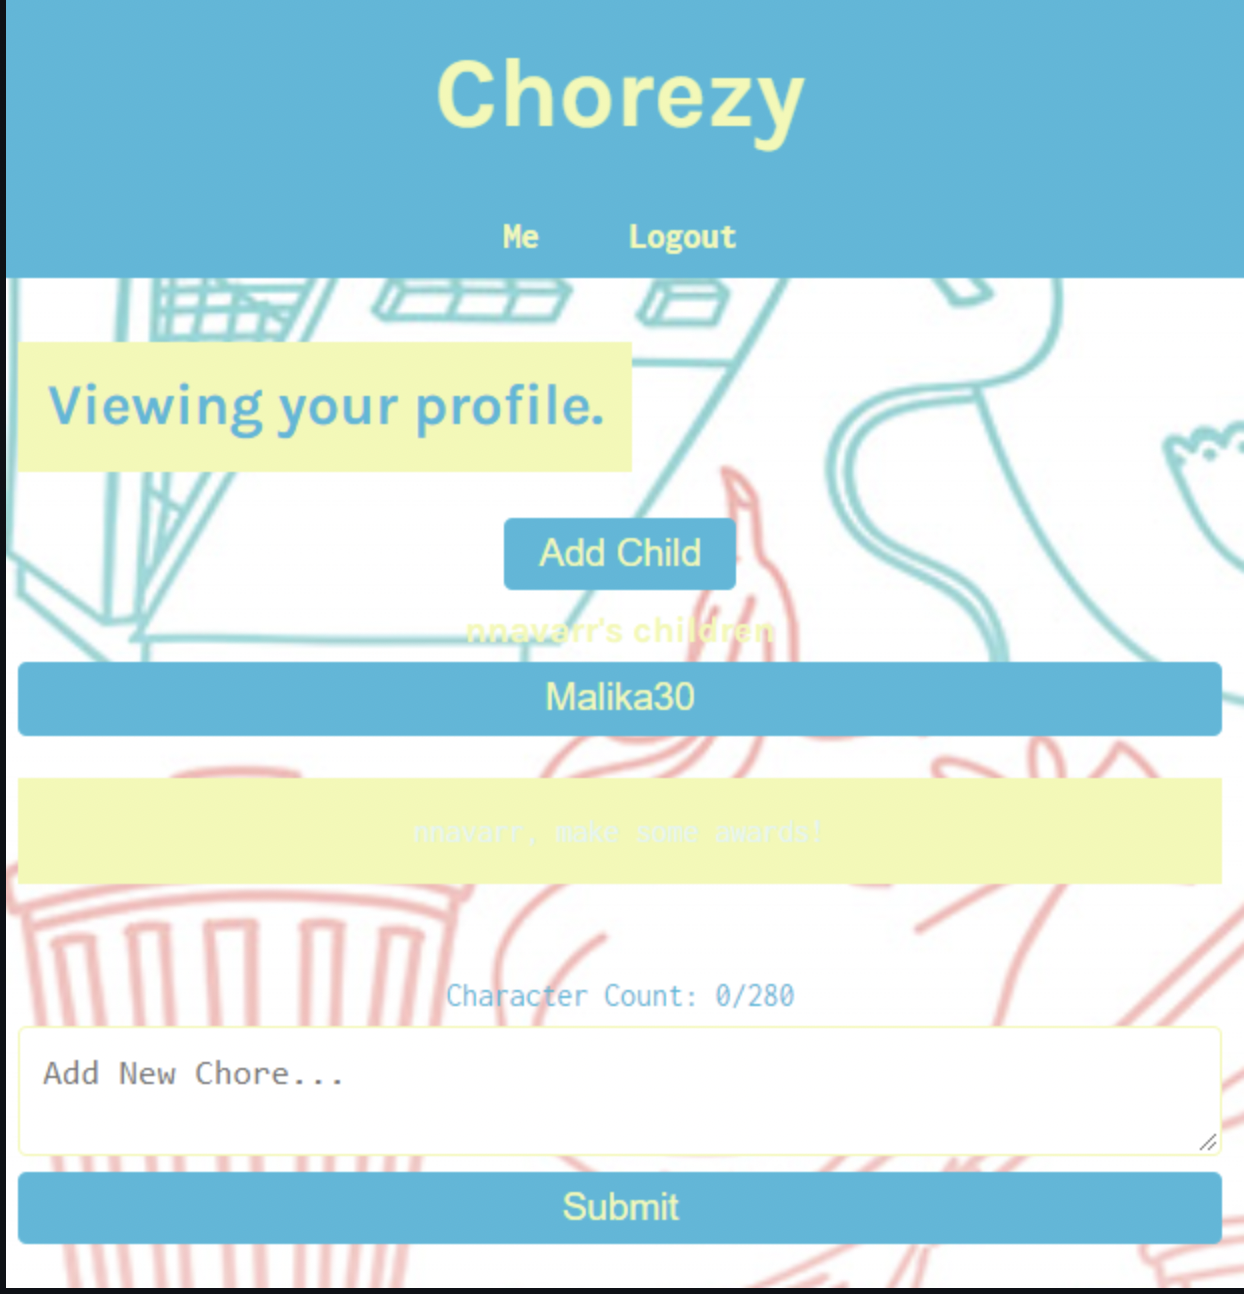 Chorezy
Me Logout
Viewing your profile.
Add Child
nnavarr's children
Malika30
nnavarr, make some awards!
Character Count: 0/280
Add New Chore...
Submit